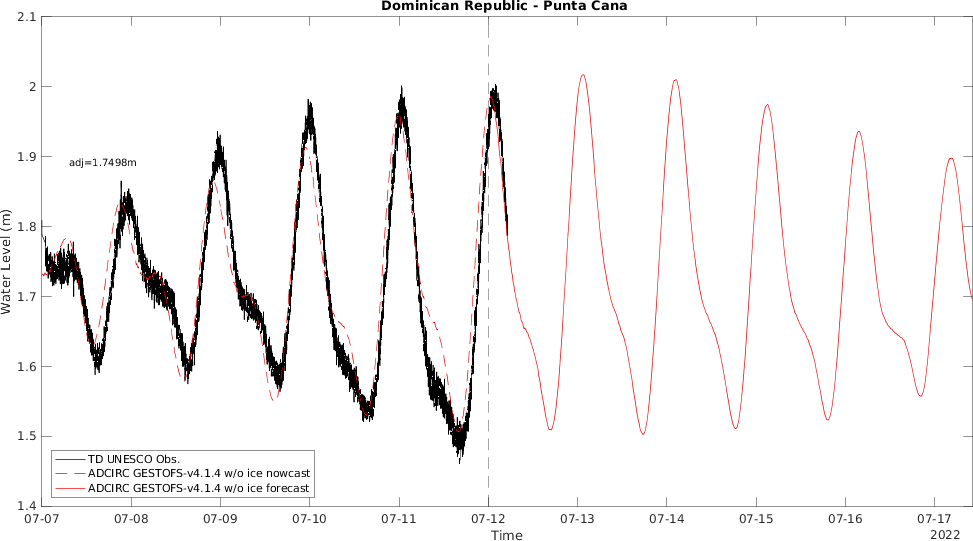 Dominican Republic - Punta Cana
2.1
2
1.9
1.8
1.7
1.6
1.5
1.4
Water Level (m)
adj=1.7498m
TD UNESCO Obs.
ADCIRC GESTOFS-v4.1.4 w/o ice nowcast
ADCIRC GESTOFS-v4.1.4 w/o ice forecast
07-07 07-08 07-09 07-10 07-11 07-12 07-13 07-14 07-15 07-16 07-17
Time
2022